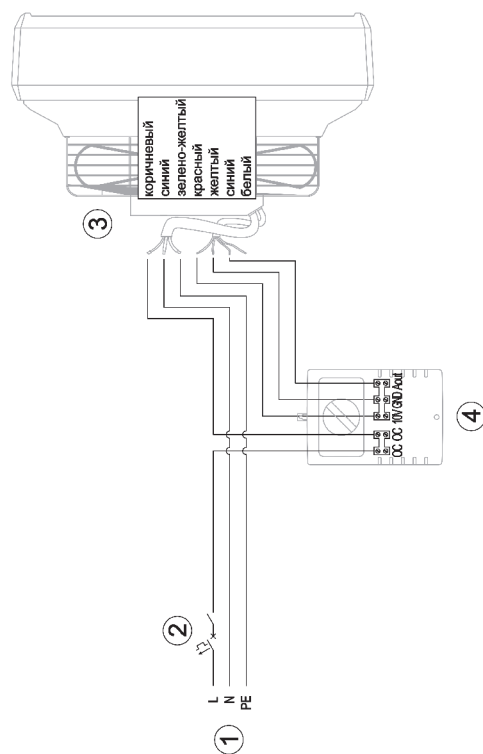 коричневый
синий
зелено-желтый
красный
желтый
синий
белый
3
OC OC 10V GND Aout
4
2
L
N
PE
1